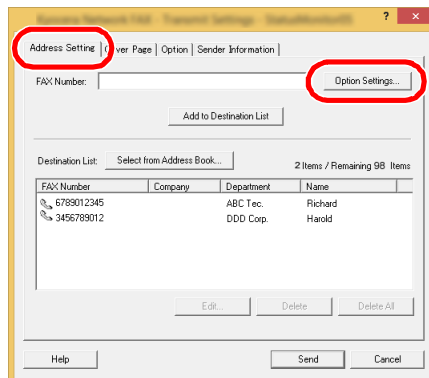 Address Setting | Cover Page | Option | Sender Information
FAX Number:
Option Settings...
Add to Destination List
Destination List: Select from Address Book... 2 Items / Remaining 98 Items
FAX Number Company Department Name
6789012345 ABC Tec. Richard
3456789012 DDD Corp. Harold
Edit... Delete Delete All
Help Send Cancel